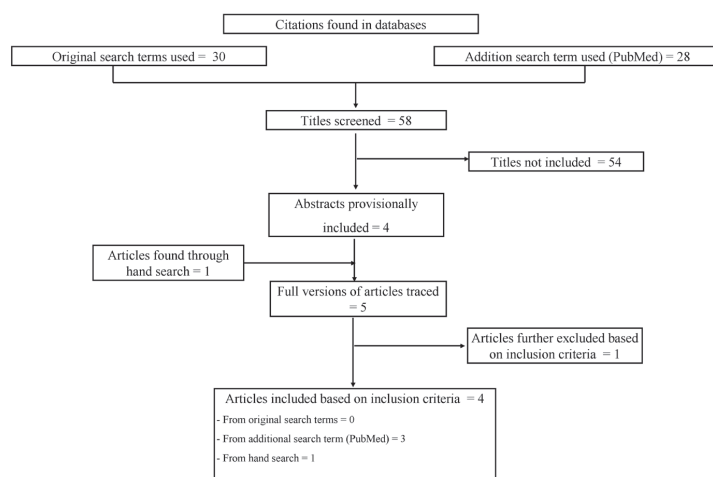 Citations found in databases
Original search terms used = 30
Addition search term used (PubMed) = 28
Titles screened = 58
Titles not included = 54
Abstracts provisionally
included = 4
Articles found through
hand search = 1
Full versions of articles traced
= 5
Articles further excluded based
on inclusion criteria = 1
Articles included based on inclusion criteria = 4
- From original search terms = 0
- From additional search term (PubMed) = 3
- From hand search = 1